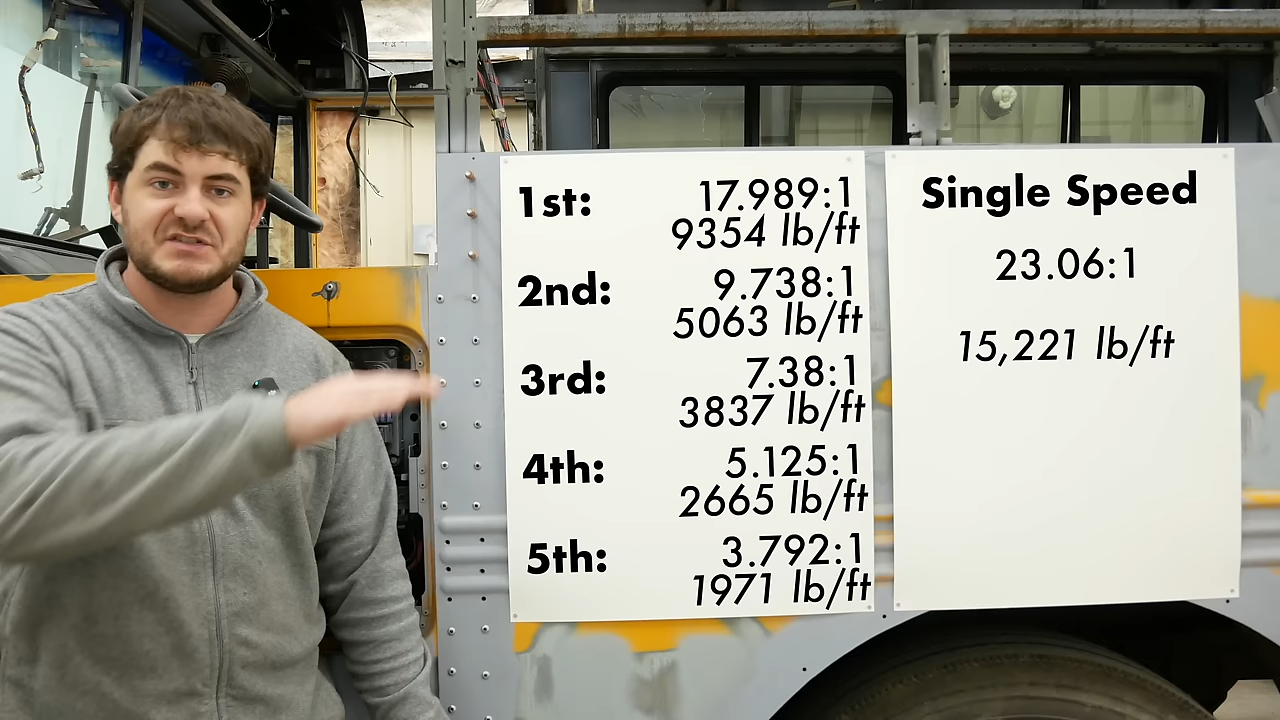 1st: 17.989:1
9354 lb/ft
2nd: 9.738:1
5063 lb/ft
3rd: 7.38:1
3837 lb/ft
4th: 5.125:1
2665 lb/ft
5th: 3.792:1
1971 lb/ft
Single Speed
23.06:1
15,221 lb/ft